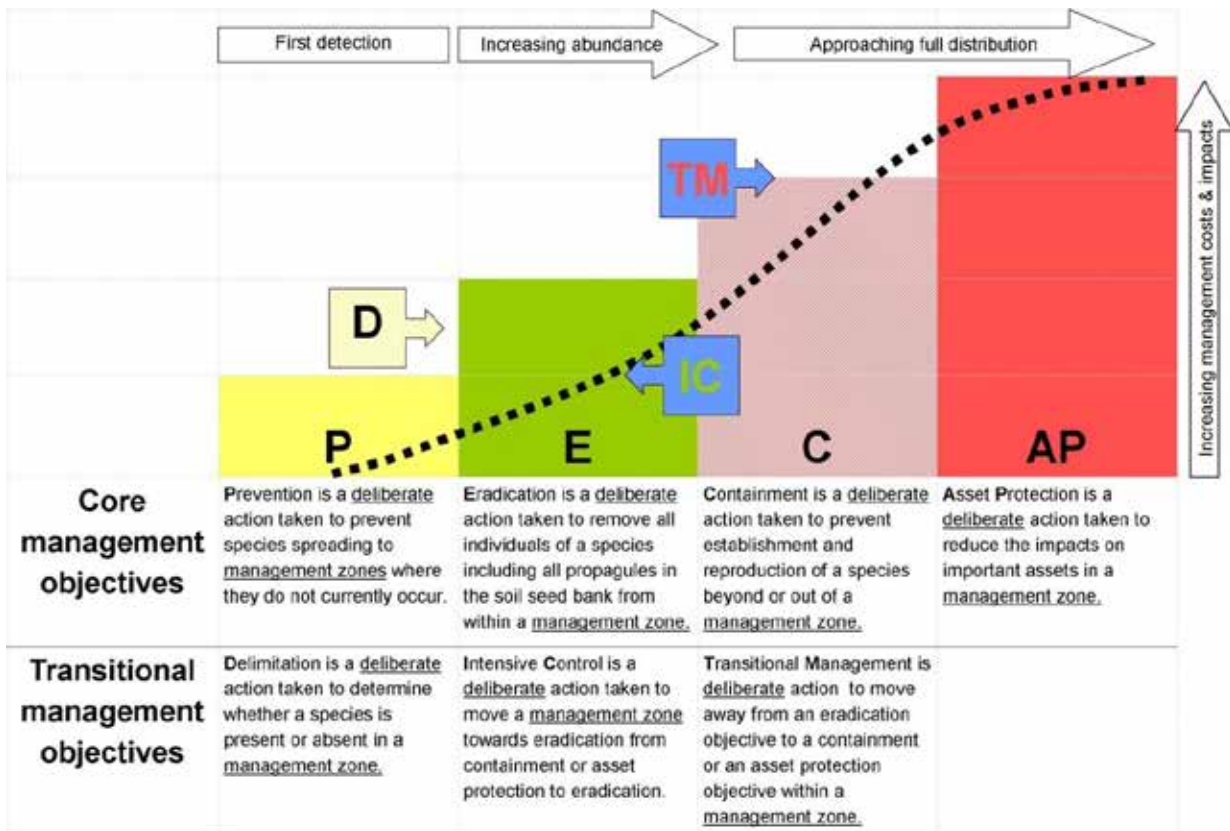 First detection
Increasing abundance
Approaching full distribution
Increasing management costs & impacts
TM
D
IC
P
E
C
AP
Core
management
objectives
Prevention is a deliberate
action taken to prevent
species spreading to
management zones where
they do not currently occur.
Eradication is a deliberate
action taken to remove all
individuals of a species
including all propagules in
the soil seed bank from
within a management zone.
Containment is a deliberate
action taken to prevent
establishment and
reproduction of a species
beyond or out of a
management zone.
Asset Protection is a
deliberate action taken to
reduce the impacts on
important assets in a
management zone.
Transitional
management
objectives
Delimitation is a deliberate
action taken to determine
whether a species is
present or absent in a
management zone.
Intensive Control is a
deliberate action taken to
move a management zone
towards eradication from
containment or asset
protection to eradication.
Transitional Management is
deliberate action to move
away from an eradication
objective to a containment
or an asset protection
objective within a
management zone.